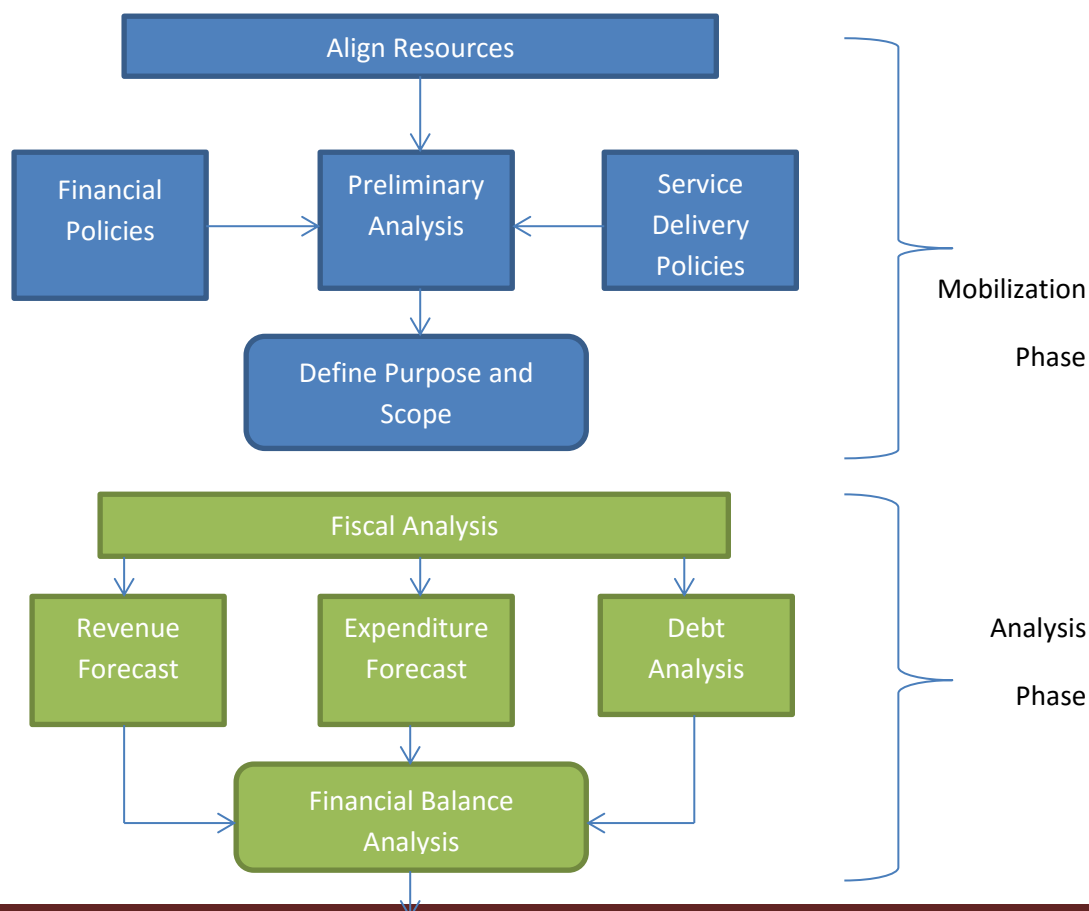 Align Resources
Financial
Policies
Preliminary
Analysis
Service
Delivery
Policies
Mobilization
Phase
Define Purpose and
Scope
Fiscal Analysis
Revenue
Forecast
Expenditure
Forecast
Debt
Analysis
Analysis
Phase
Financial Balance
Analysis